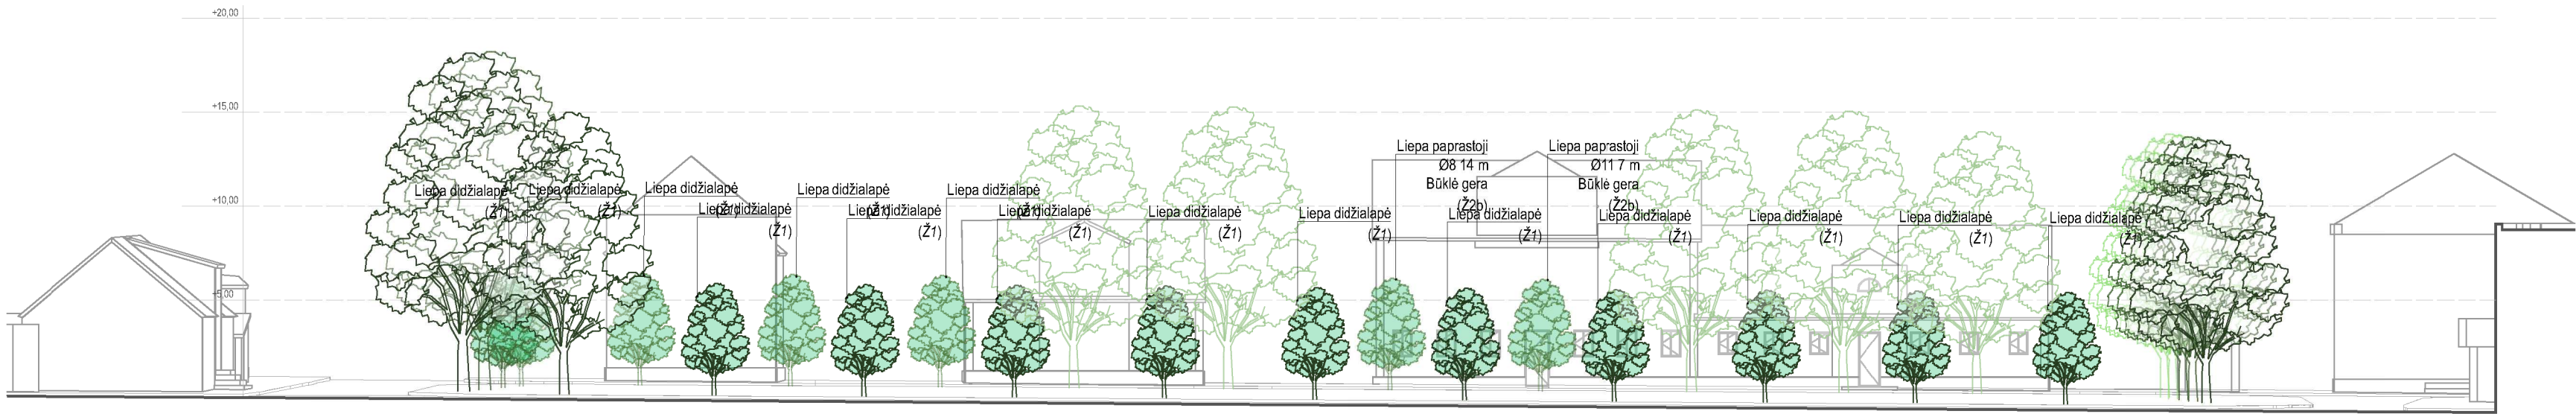 +20,00
+15,00
+10,00
+5,00
Liepa paprastoji
Ø8 14 m
Būklė gera
(Ž2b)
Liepa paprastoji
Ø11 7 m
Būklė gera
(Ž2b)
Liepa didžialapė
(Ž1)
Liepa didžialapė
(Ž1)
Liepa didžialapė
(Ž1)
Liepa didžialapė
(Ž1)
Liepa didžialapė
(Ž1)
Liepa didžialapė
(Ž1)
Liepa didžialapė
(Ž1)
Liepa didžialapė
(Ž1)
Liepa didžialapė
(Ž1)
Liepa didžialapė
(Ž1)
Liepa didžialapė
(Ž1)
Liepa didžialapė
(Ž1)
Liepa didžialapė
(Ž1)
Liepa didžialapė
(Ž1)
Liepa didžialapė
(Ž1)